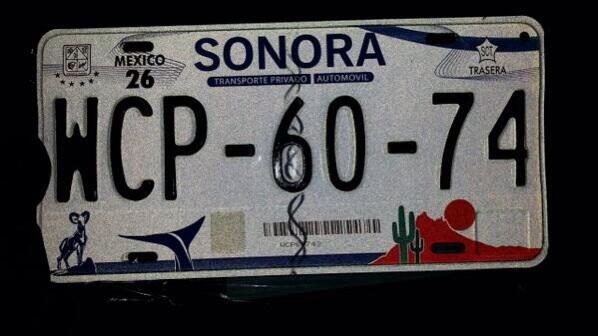 SONORA
MEXICO
26
TRANSPORTE PRIVADO AUTOMOVIL
SCT
TRASERA
WCP-60-74